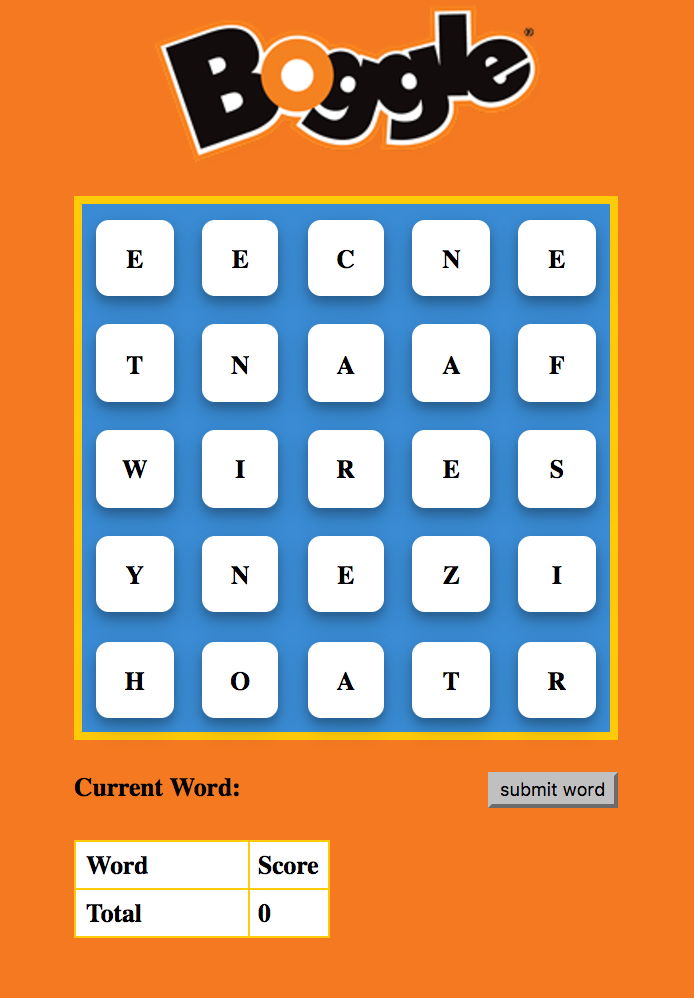 Boggle®
E E C N E
T N A A F
W I R E S
Y N E Z I
H O A T R
Current Word: submit word
Word Score
Total 0